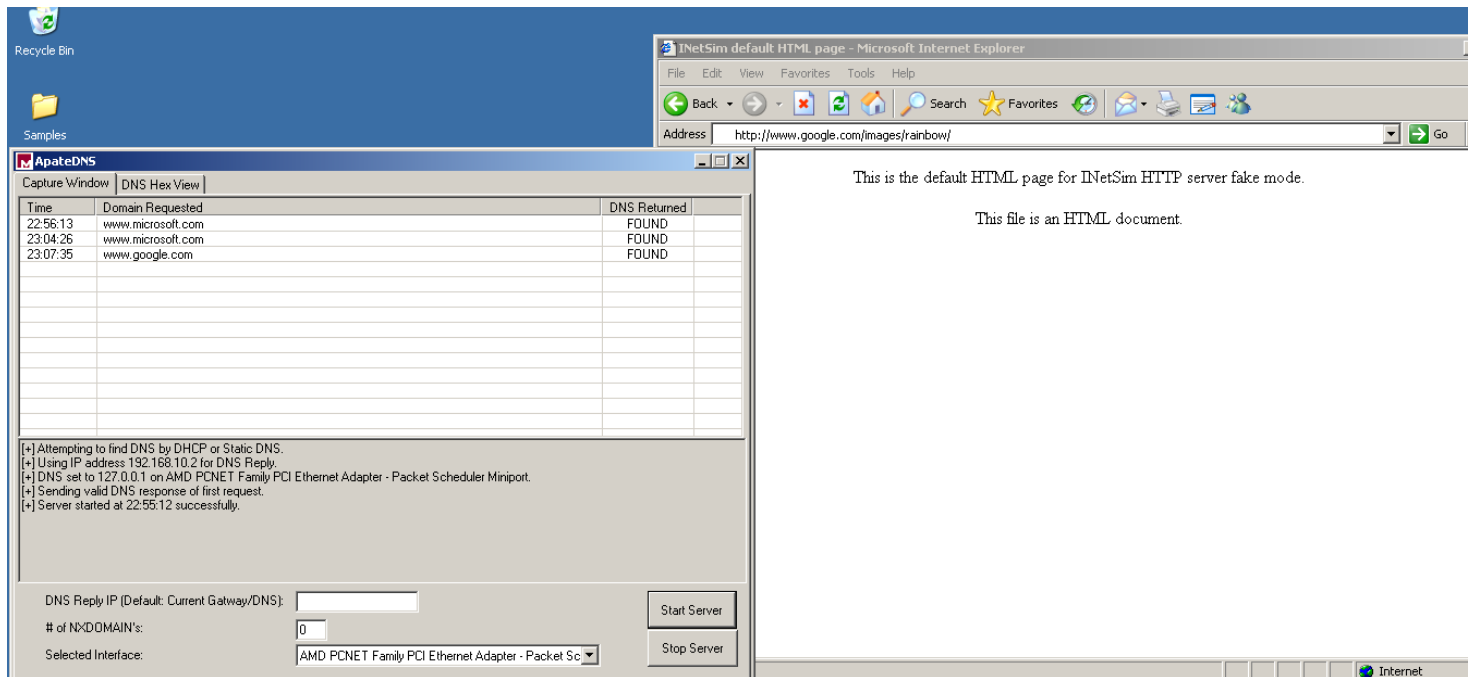 Recycle Bin
Samples
INetSim default HTML page - Microsoft Internet Explorer
File Edit View Favorites Tools Help
Back Search Favorites
Address http://www.google.com/images/rainbow/ Go
This is the default HTML page for INetSim HTTP server fake mode.
This file is an HTML document.
Internet
ApateDNS
Capture Window DNS Hex View
Time Domain Requested DNS Returned
22:56:13 www.microsoft.com FOUND
23:04:26 www.microsoft.com FOUND
23:07:35 www.google.com FOUND
[+] Attempting to find DNS by DHCP or Static DNS.
[+] Using IP address 192.168.10.2 for DNS Reply.
[+] DNS set to 127.0.0.1 on AMD PCNET Family PCI Ethernet Adapter - Packet Scheduler Miniport.
[+] Sending valid DNS response of first request.
[+] Server started at 22:55:12 successfully.
DNS Reply IP (Default: Current Gatway/DNS):
# of NXDOMAIN's: 0
Selected Interface: AMD PCNET Family PCI Ethernet Adapter - Packet Sc
Start Server
Stop Server